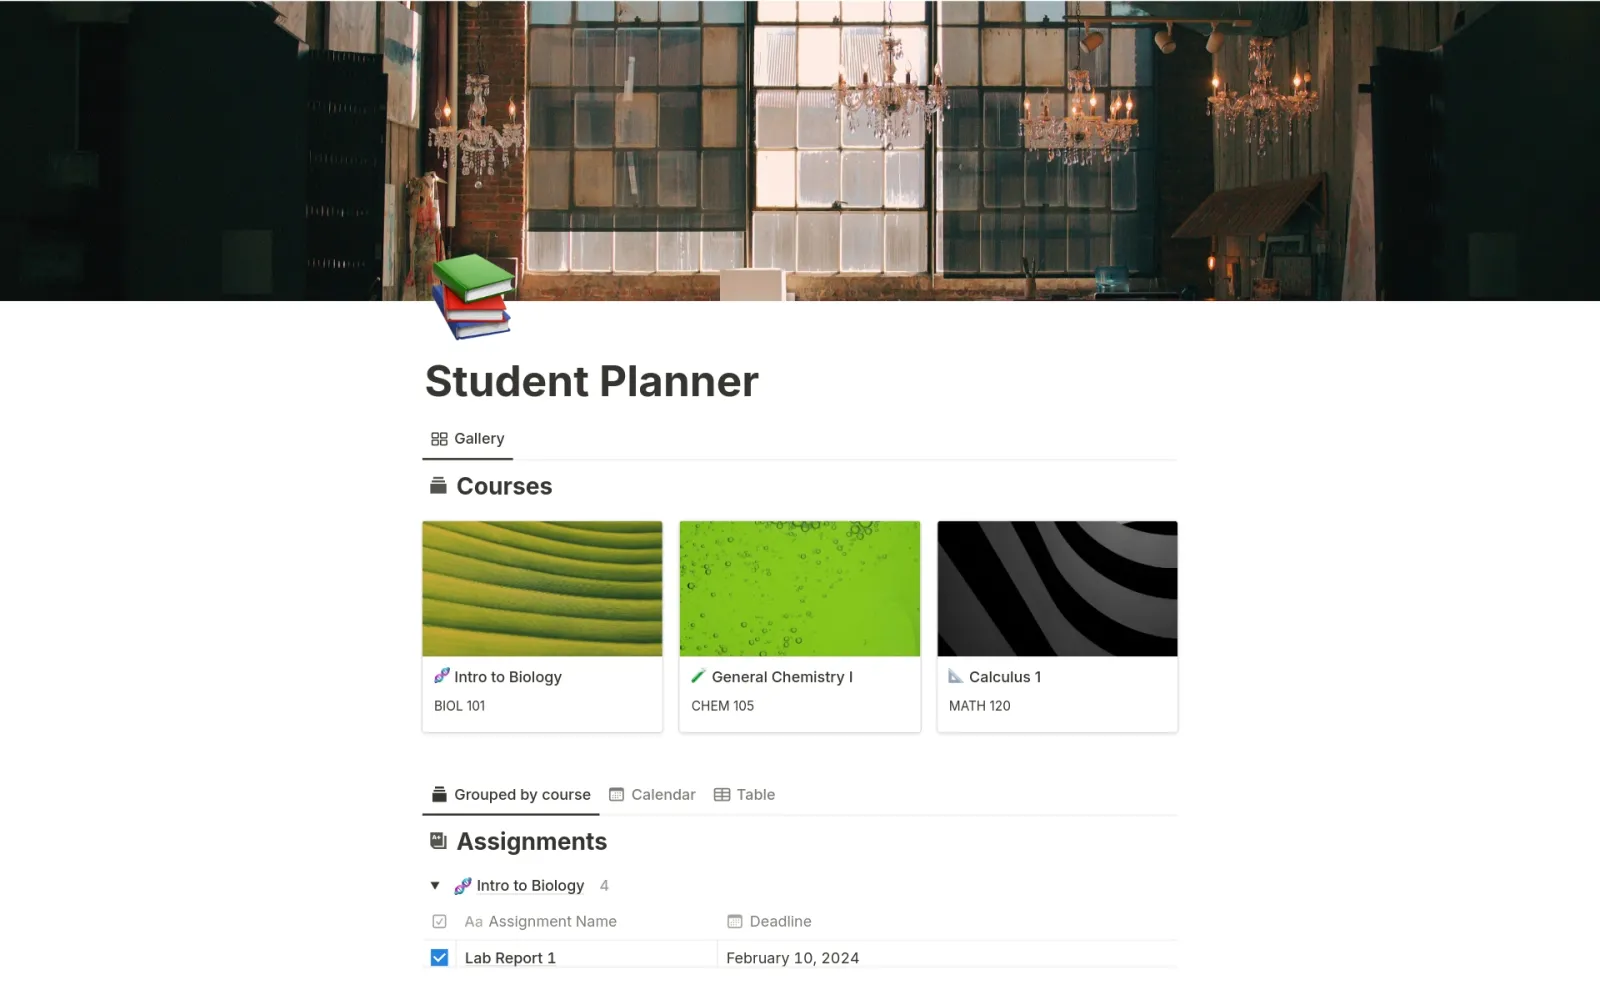 Student Planner
Gallery
Courses
Intro to Biology
BIOL 101
General Chemistry I
CHEM 105
Calculus 1
MATH 120
Grouped by course Calendar Table
Assignments
Intro to Biology 4
Aa Assignment Name Deadline
Lab Report 1 February 10, 2024